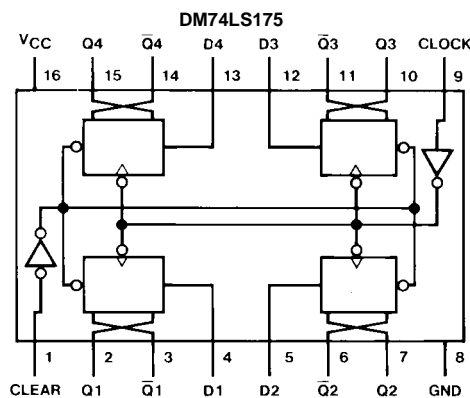 DM74LS175
VCC Q4 Q̅4 D4 D3 Q̅3 Q3 CLOCK
16 15 14 13 12 11 10 9
1 2 3 4 5 6 7 8
CLEAR Q1 Q̅1 D1 D2 Q̅2 Q2 GND